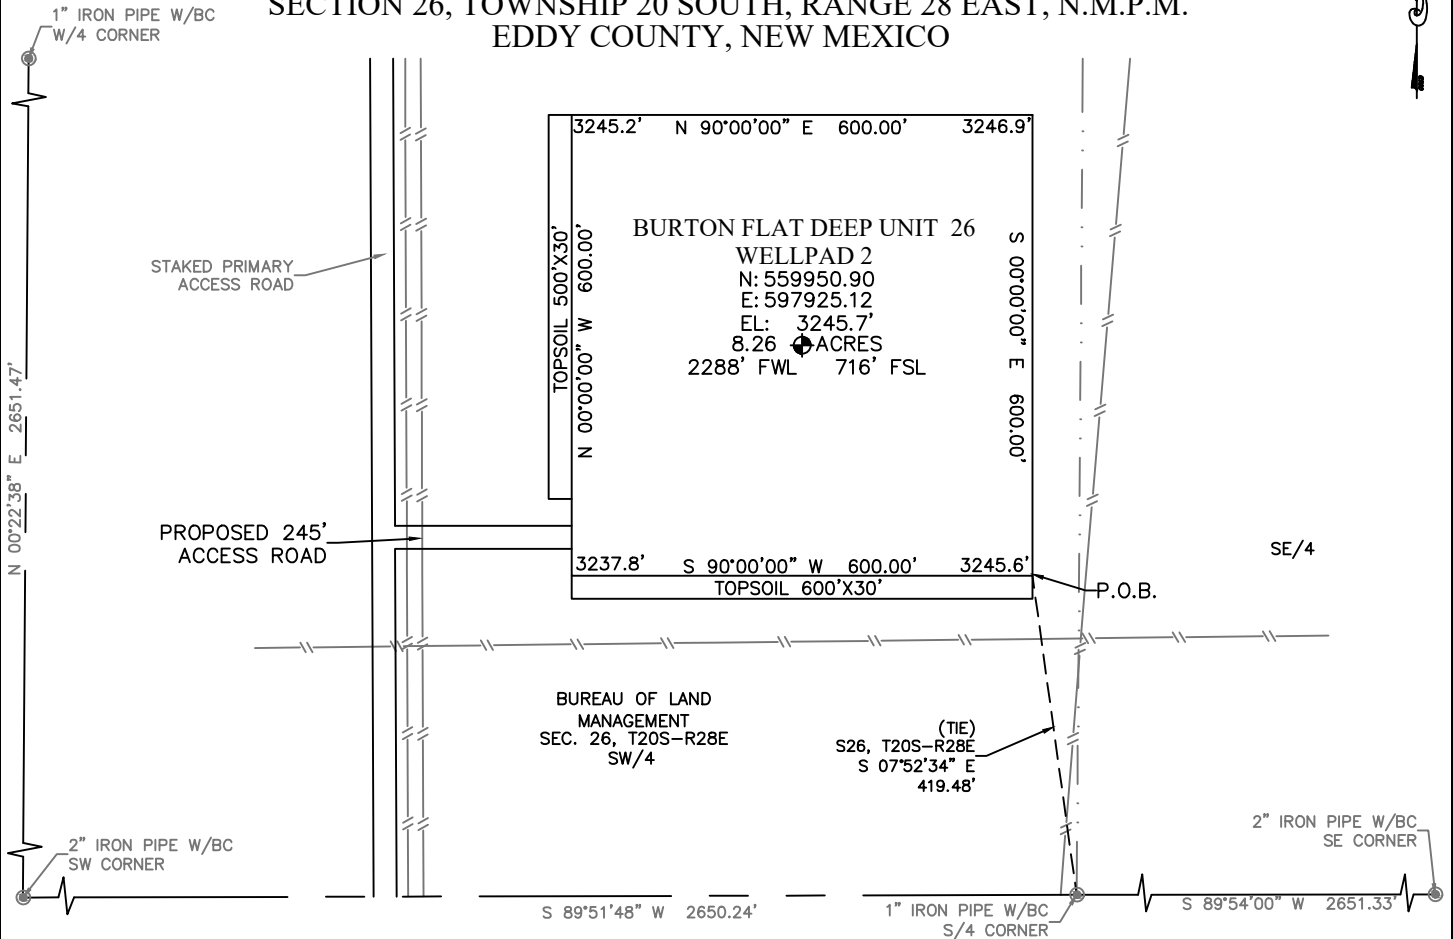 SECTION 26, TOWNSHIP 20 SOUTH, RANGE 28 EAST, N.M.P.M.
EDDY COUNTY, NEW MEXICO
1" IRON PIPE W/BC
W/4 CORNER
3245.2' N 90°00'00" E 600.00' 3246.9'
BURTON FLAT DEEP UNIT 26
WELLPAD 2
N: 559950.90
E: 597925.12
EL: 3245.7'
8.26 ACRES
2288' FWL 716' FSL
TOPSOIL 500'X30'
N 00°00'00" W 600.00'
S 00°00'00" E 600.00'
STAKED PRIMARY
ACCESS ROAD
N 00°22'38" E 2651.47'
PROPOSED 245'
ACCESS ROAD
3237.8' S 90°00'00" W 600.00' 3245.6'
TOPSOIL 600'X30'
P.O.B.
SE/4
BUREAU OF LAND
MANAGEMENT
SEC. 26, T20S-R28E
SW/4
(TIE)
S26, T20S-R28E
S 07°52'34" E
419.48'
2" IRON PIPE W/BC
SW CORNER
2" IRON PIPE W/BC
SE CORNER
S 89°51'48" W 2650.24'
1" IRON PIPE W/BC
S/4 CORNER
S 89°54'00" W 2651.33'